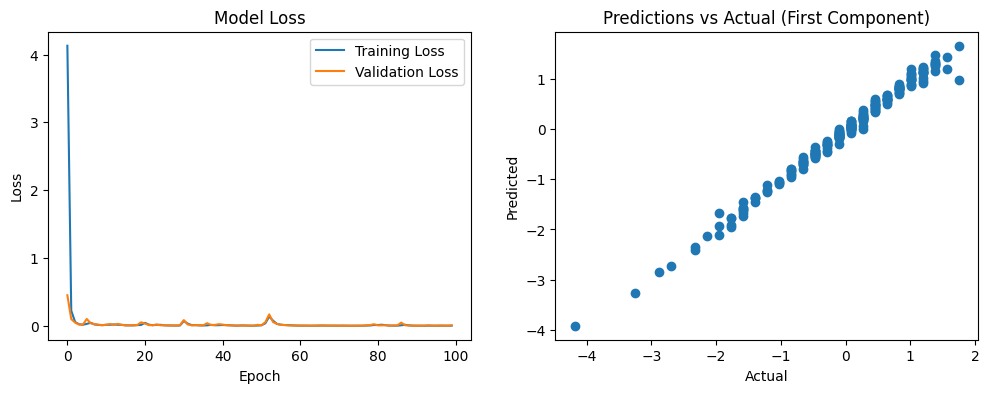 Model Loss
Training Loss
Validation Loss
Loss
4
3
2
1
0
0 20 40 60 80 100
Epoch
Predictions vs Actual (First Component)
Predicted
1
0
−1
−2
−3
−4
−4 −3 −2 −1 0 1 2
Actual